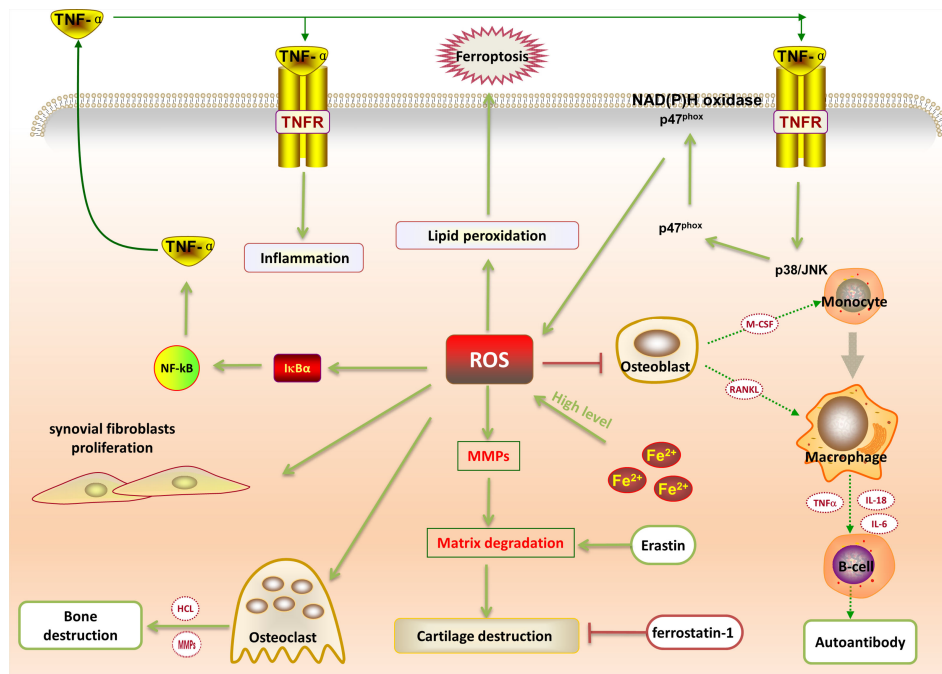 TNF-α
TNF-α
TNFR
Ferroptosis
TNF-α
TNFR
NAD(P)H oxidase
p47phox
TNF-α
Inflammation
Lipid peroxidation
p47phox
p38/JNK
Monocyte
M-CSF
NF-kB
IκBα
ROS
Osteoblast
RANKL
High level
synovial fibroblasts
proliferation
MMPs
Fe2+
Fe2+
Fe2+
Macrophage
TNFα
IL-18
IL-6
Matrix degradation
Erastin
B-cell
Bone
destruction
HCL
MMPs
Osteoclast
Cartilage destruction
ferrostatin-1
Autoantibody